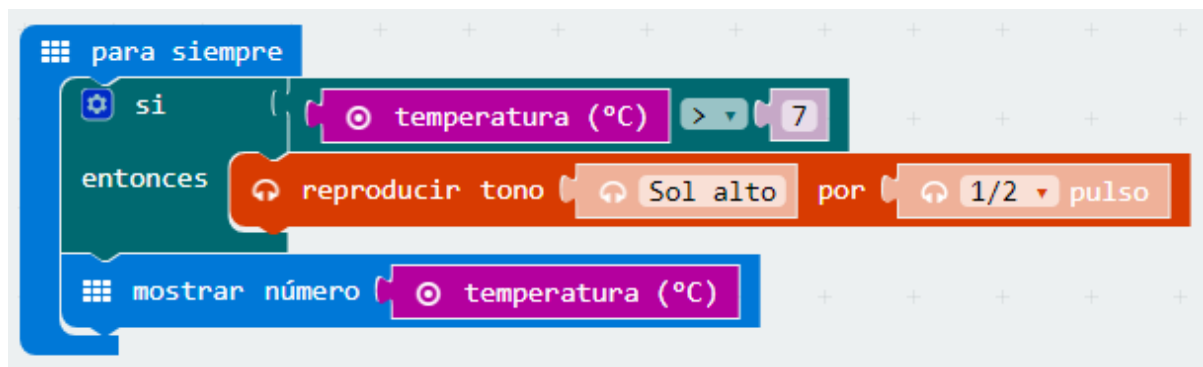 para siempre
si temperatura (°C) > 7
entonces reproducir tono Sol alto por 1/2 pulso
mostrar número temperatura (°C)